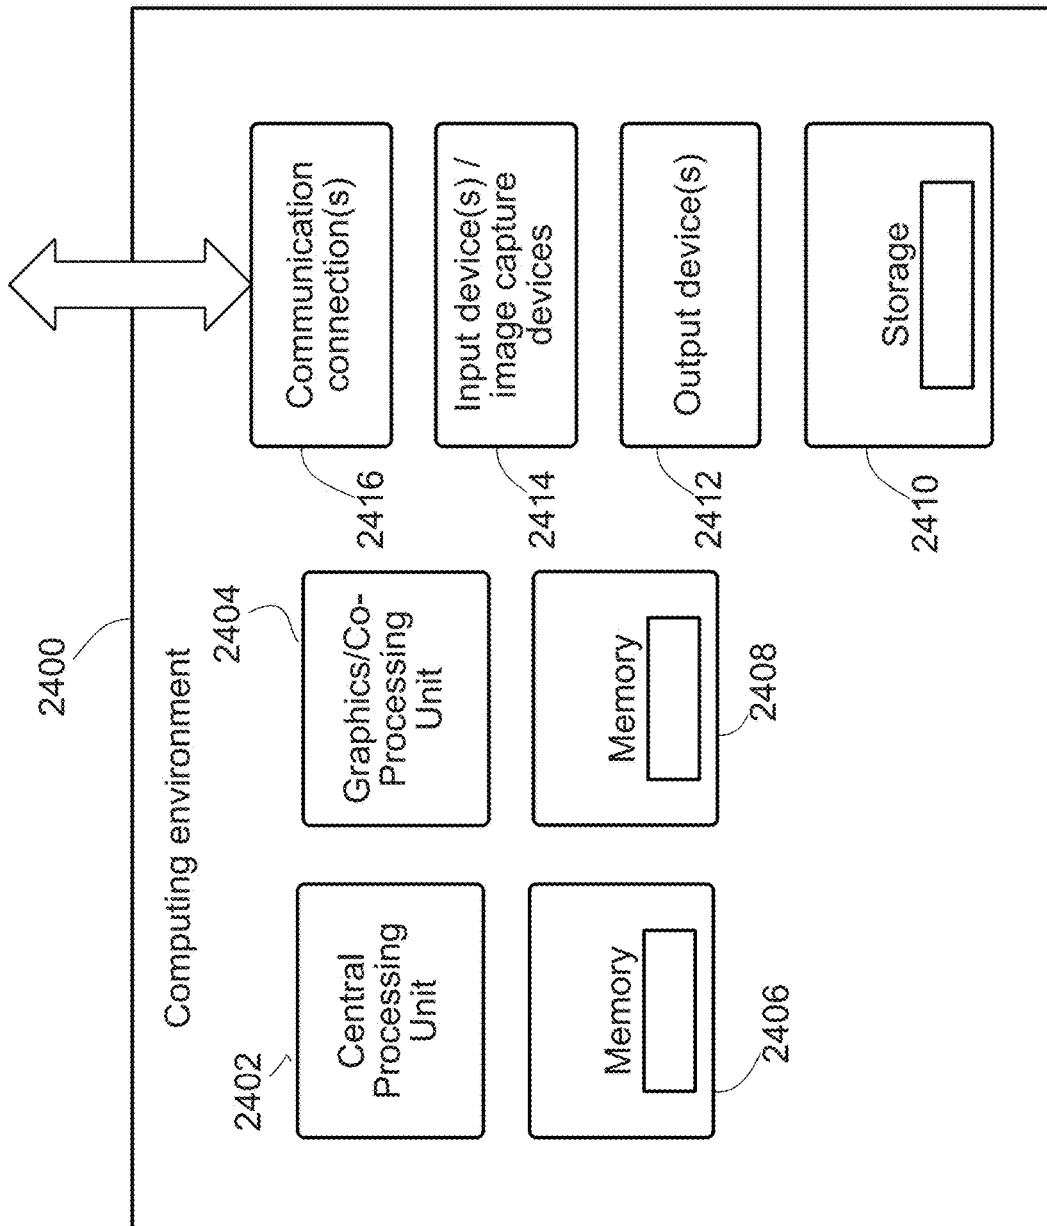 2400
Computing environment
2402
Central
Processing
Unit
2404
Graphics/Co-
Processing
Unit
Memory
2406
Memory
2408
Communication
connection(s)
2416
Input device(s) /
image capture
devices
2414
Output device(s)
2412
Storage
2410